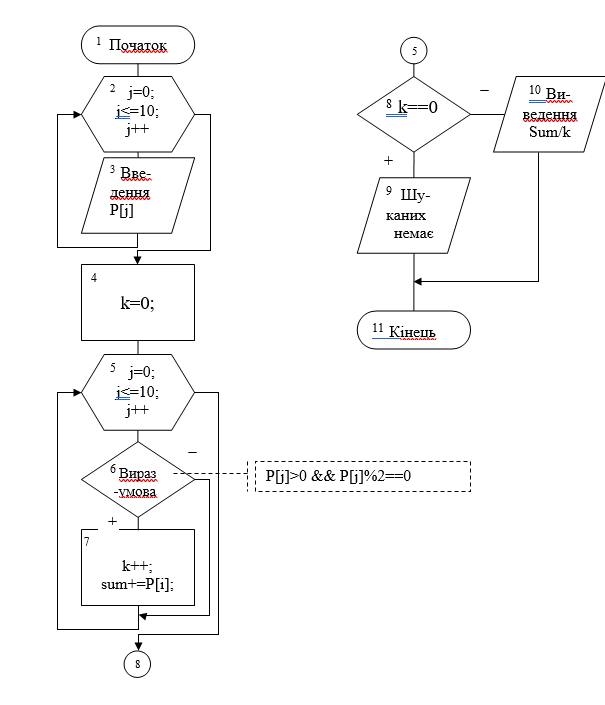 1 Початок
2 j=0;
j<=10;
j++
3 Вве-
дення
P[j]
4
k=0;
5 j=0;
j<=10;
j++
–
6 Вираз
-умова
P[j]>0 && P[j]%2==0
+
7
k++;
sum+=P[i];
8
5
–
8 k==0
10 Ви-
ведення
Sum/k
+
9 Шу-
каних
немає
11 Кінець